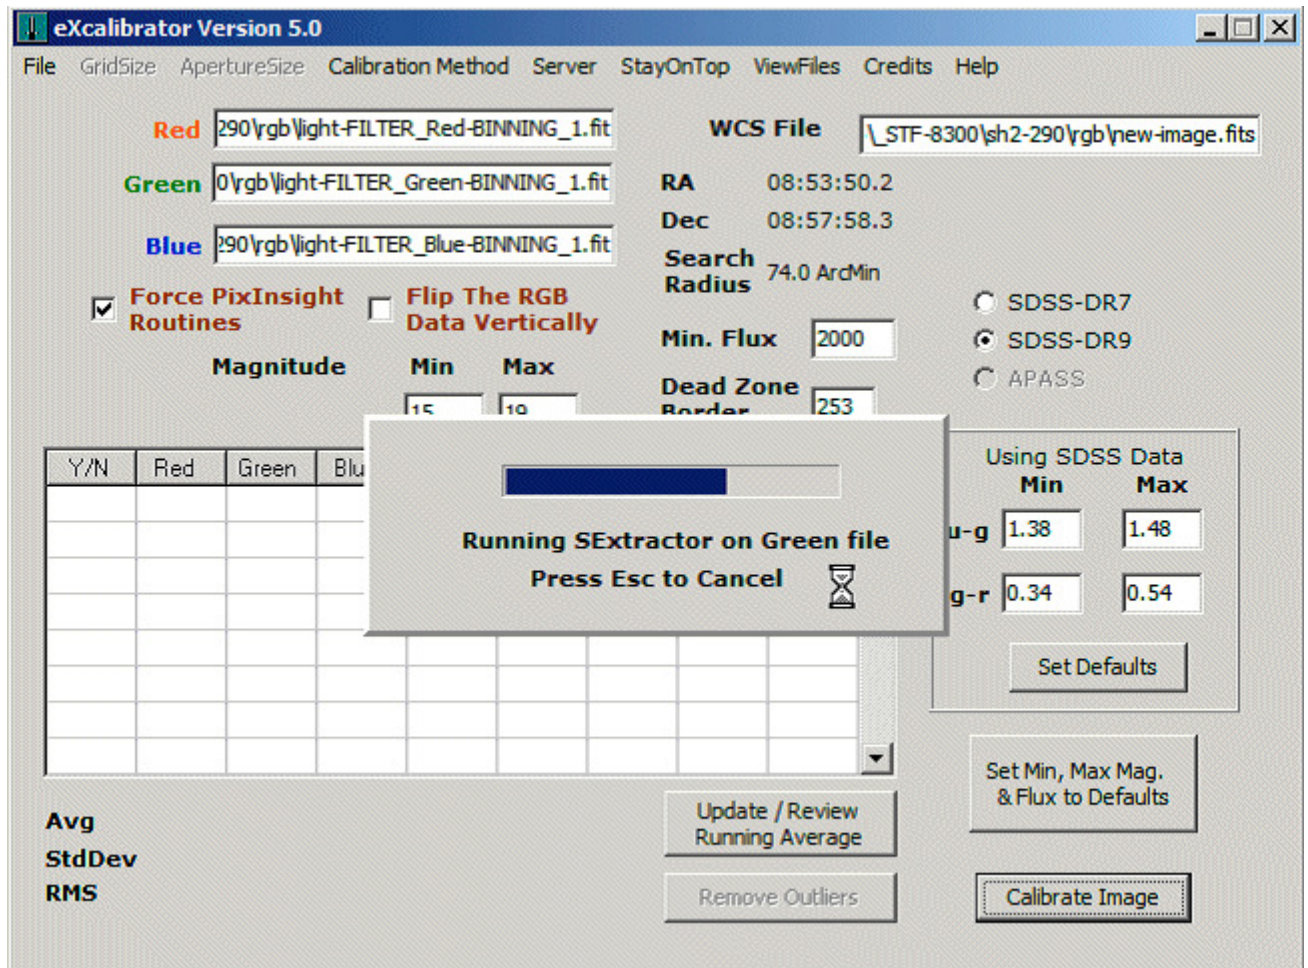 eXcalibrator Version 5.0
File GridSize ApertureSize Calibration Method Server StayOnTop ViewFiles Credits Help
Red 290\rgb\light-FILTER_Red-BINNING_1.fit
WCS File \_STF-8300\sh2-290\rgb\new-image.fits
Green 0\rgb\light-FILTER_Green-BINNING_1.fit
RA 08:53:50.2
Dec 08:57:58.3
Blue 290\rgb\light-FILTER_Blue-BINNING_1.fit
Search
Radius 74.0 ArcMin
Force PixInsight
Routines
Flip The RGB
Data Vertically
SDSS-DR7
Min. Flux 2000
SDSS-DR9
Magnitude Min Max
APASS
Dead Zone
Border 253
15 19
Y/N Red Green Blu
Using SDSS Data
Min Max
Running SExtractor on Green file
Press Esc to Cancel
u-g 1.38 1.48
g-r 0.34 0.54
Set Defaults
Set Min, Max Mag.
& Flux to Defaults
Avg
StdDev
RMS
Update / Review
Running Average
Remove Outliers
Calibrate Image